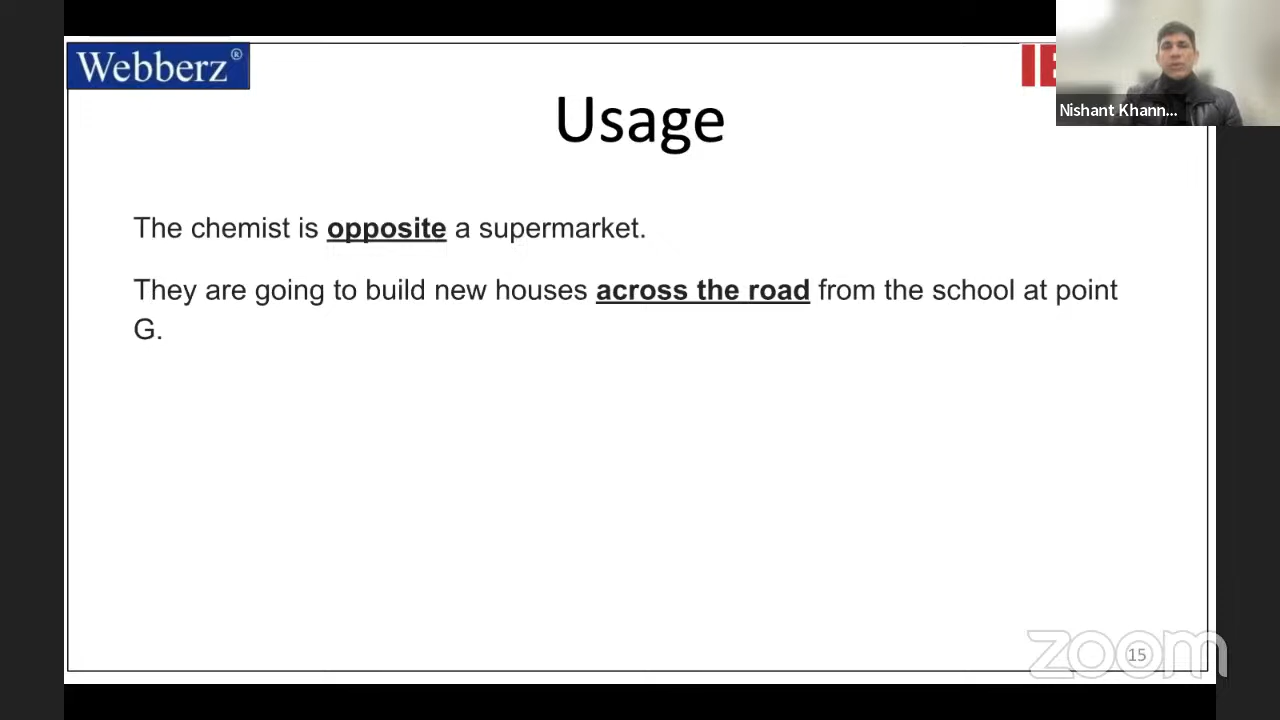 Webberz®
IE
Nishant Khann...
Usage
The chemist is opposite a supermarket.
They are going to build new houses across the road from the school at point
G.
zoom
15